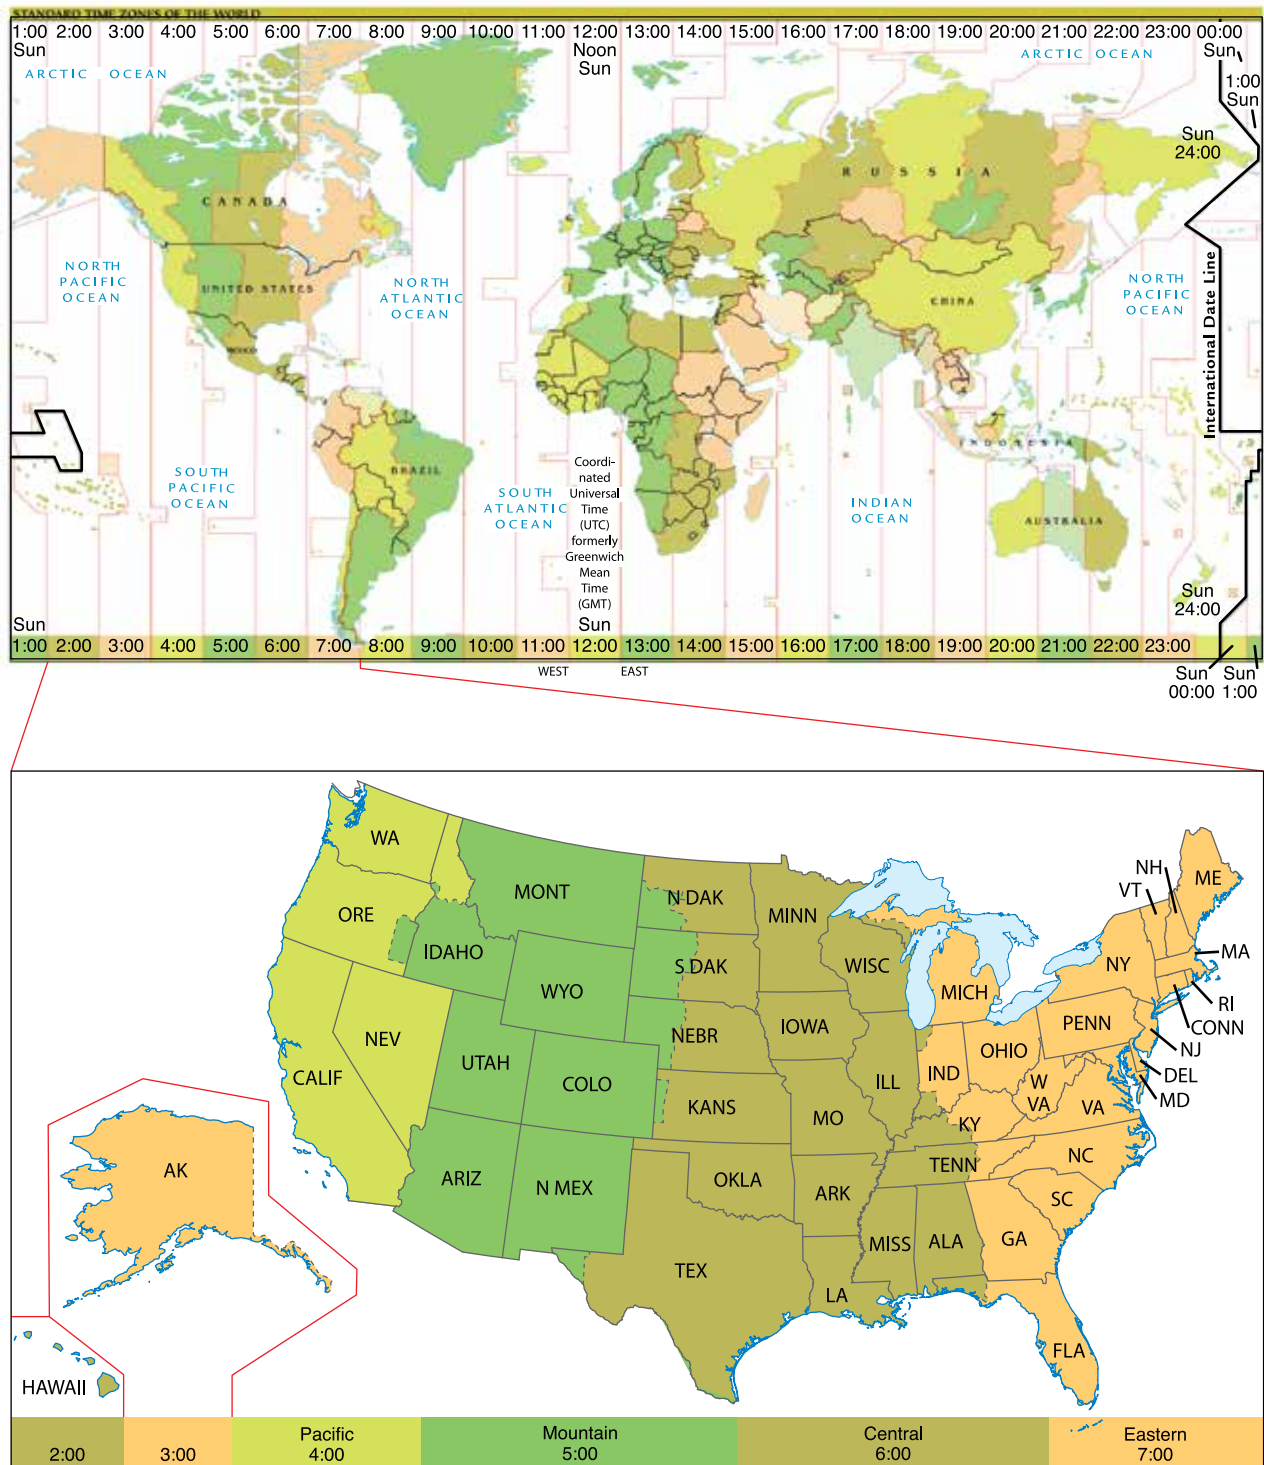 STANDARD TIME ZONES OF THE WORLD
1:00 2:00 3:00 4:00 5:00 6:00 7:00 8:00 9:00 10:00 11:00 12:00 13:00 14:00 15:00 16:00 17:00 18:00 19:00 20:00 21:00 22:00 23:00 00:00
Sun
Noon
Sun
Sun
1:00
Sun
ARCTIC OCEAN
ARCTIC OCEAN
Sun
24:00
RUSSIA
CANADA
NORTH
PACIFIC
OCEAN
UNITED STATES
NORTH
ATLANTIC
OCEAN
CHINA
NORTH
PACIFIC
OCEAN
International Date Line
MEXICO
INDONESIA
BRAZIL
SOUTH
PACIFIC
OCEAN
SOUTH
ATLANTIC
OCEAN
Coordi-
nated
Universal
Time
(UTC)
formerly
Greenwich
Mean
Time
(GMT)
INDIAN
OCEAN
AUSTRALIA
Sun
24:00
Sun
Sun
1:00 2:00 3:00 4:00 5:00 6:00 7:00 8:00 9:00 10:00 11:00 12:00 13:00 14:00 15:00 16:00 17:00 18:00 19:00 20:00 21:00 22:00 23:00
WEST EAST
Sun
00:00
Sun
1:00
WA
MONT
N DAK
MINN
NH
VT
ME
ORE
IDAHO
S DAK
WISC
MICH
NY
MA
WYO
RI
CONN
NEV
NEBR
IOWA
PENN
NJ
CALIF
UTAH
COLO
ILL
IND
OHIO
DEL
KANS
MO
W
VA
VA
MD
KY
AK
ARIZ
N MEX
OKLA
ARK
TENN
NC
SC
TEX
MISS
ALA
GA
LA
FLA
HAWAII
2:00
3:00
Pacific
4:00
Mountain
5:00
Central
6:00
Eastern
7:00